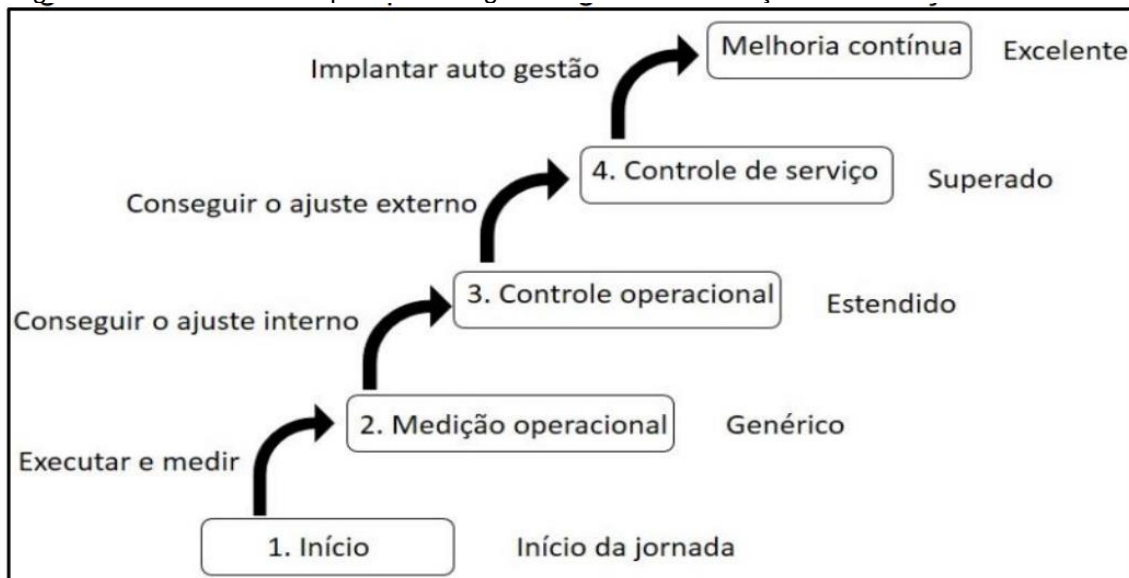 Melhoria contínua Excelente
Implantar auto gestão
4. Controle de serviço Superado
Conseguir o ajuste externo
3. Controle operacional Estendido
Conseguir o ajuste interno
2. Medição operacional Genérico
Executar e medir
1. Início Início da jornada